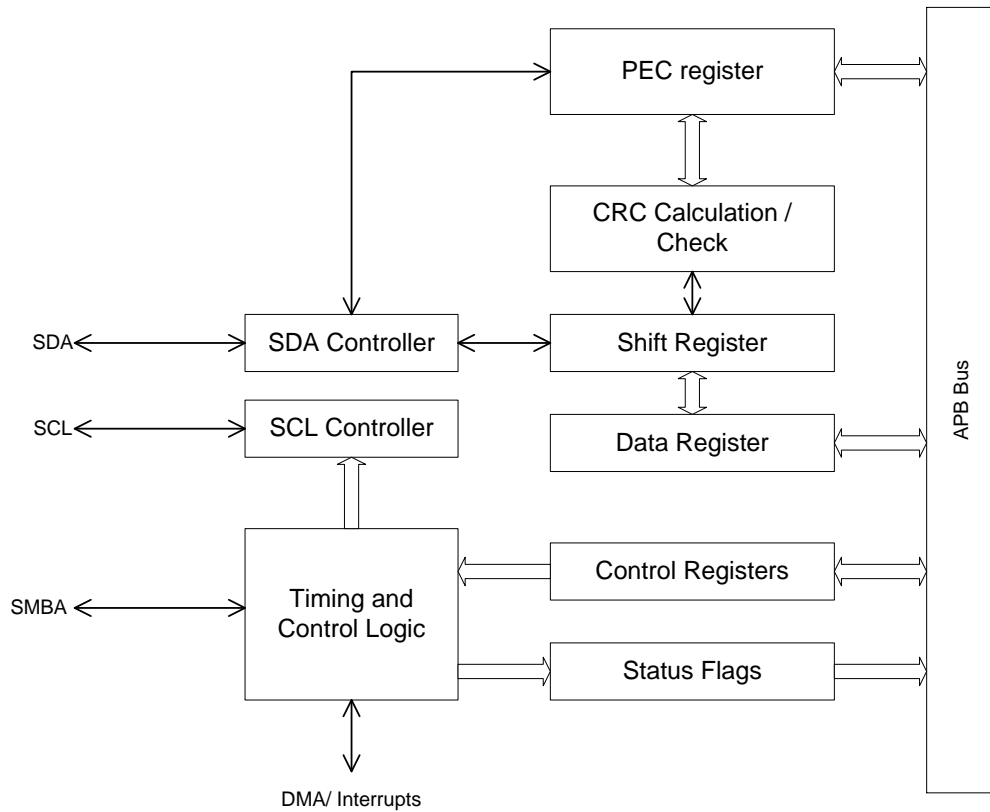 PEC register
CRC Calculation /
Check
SDA
SDA Controller
Shift Register
SCL
SCL Controller
Data Register
APB Bus
Control Registers
SMBA
Timing and
Control Logic
Status Flags
DMA/ Interrupts